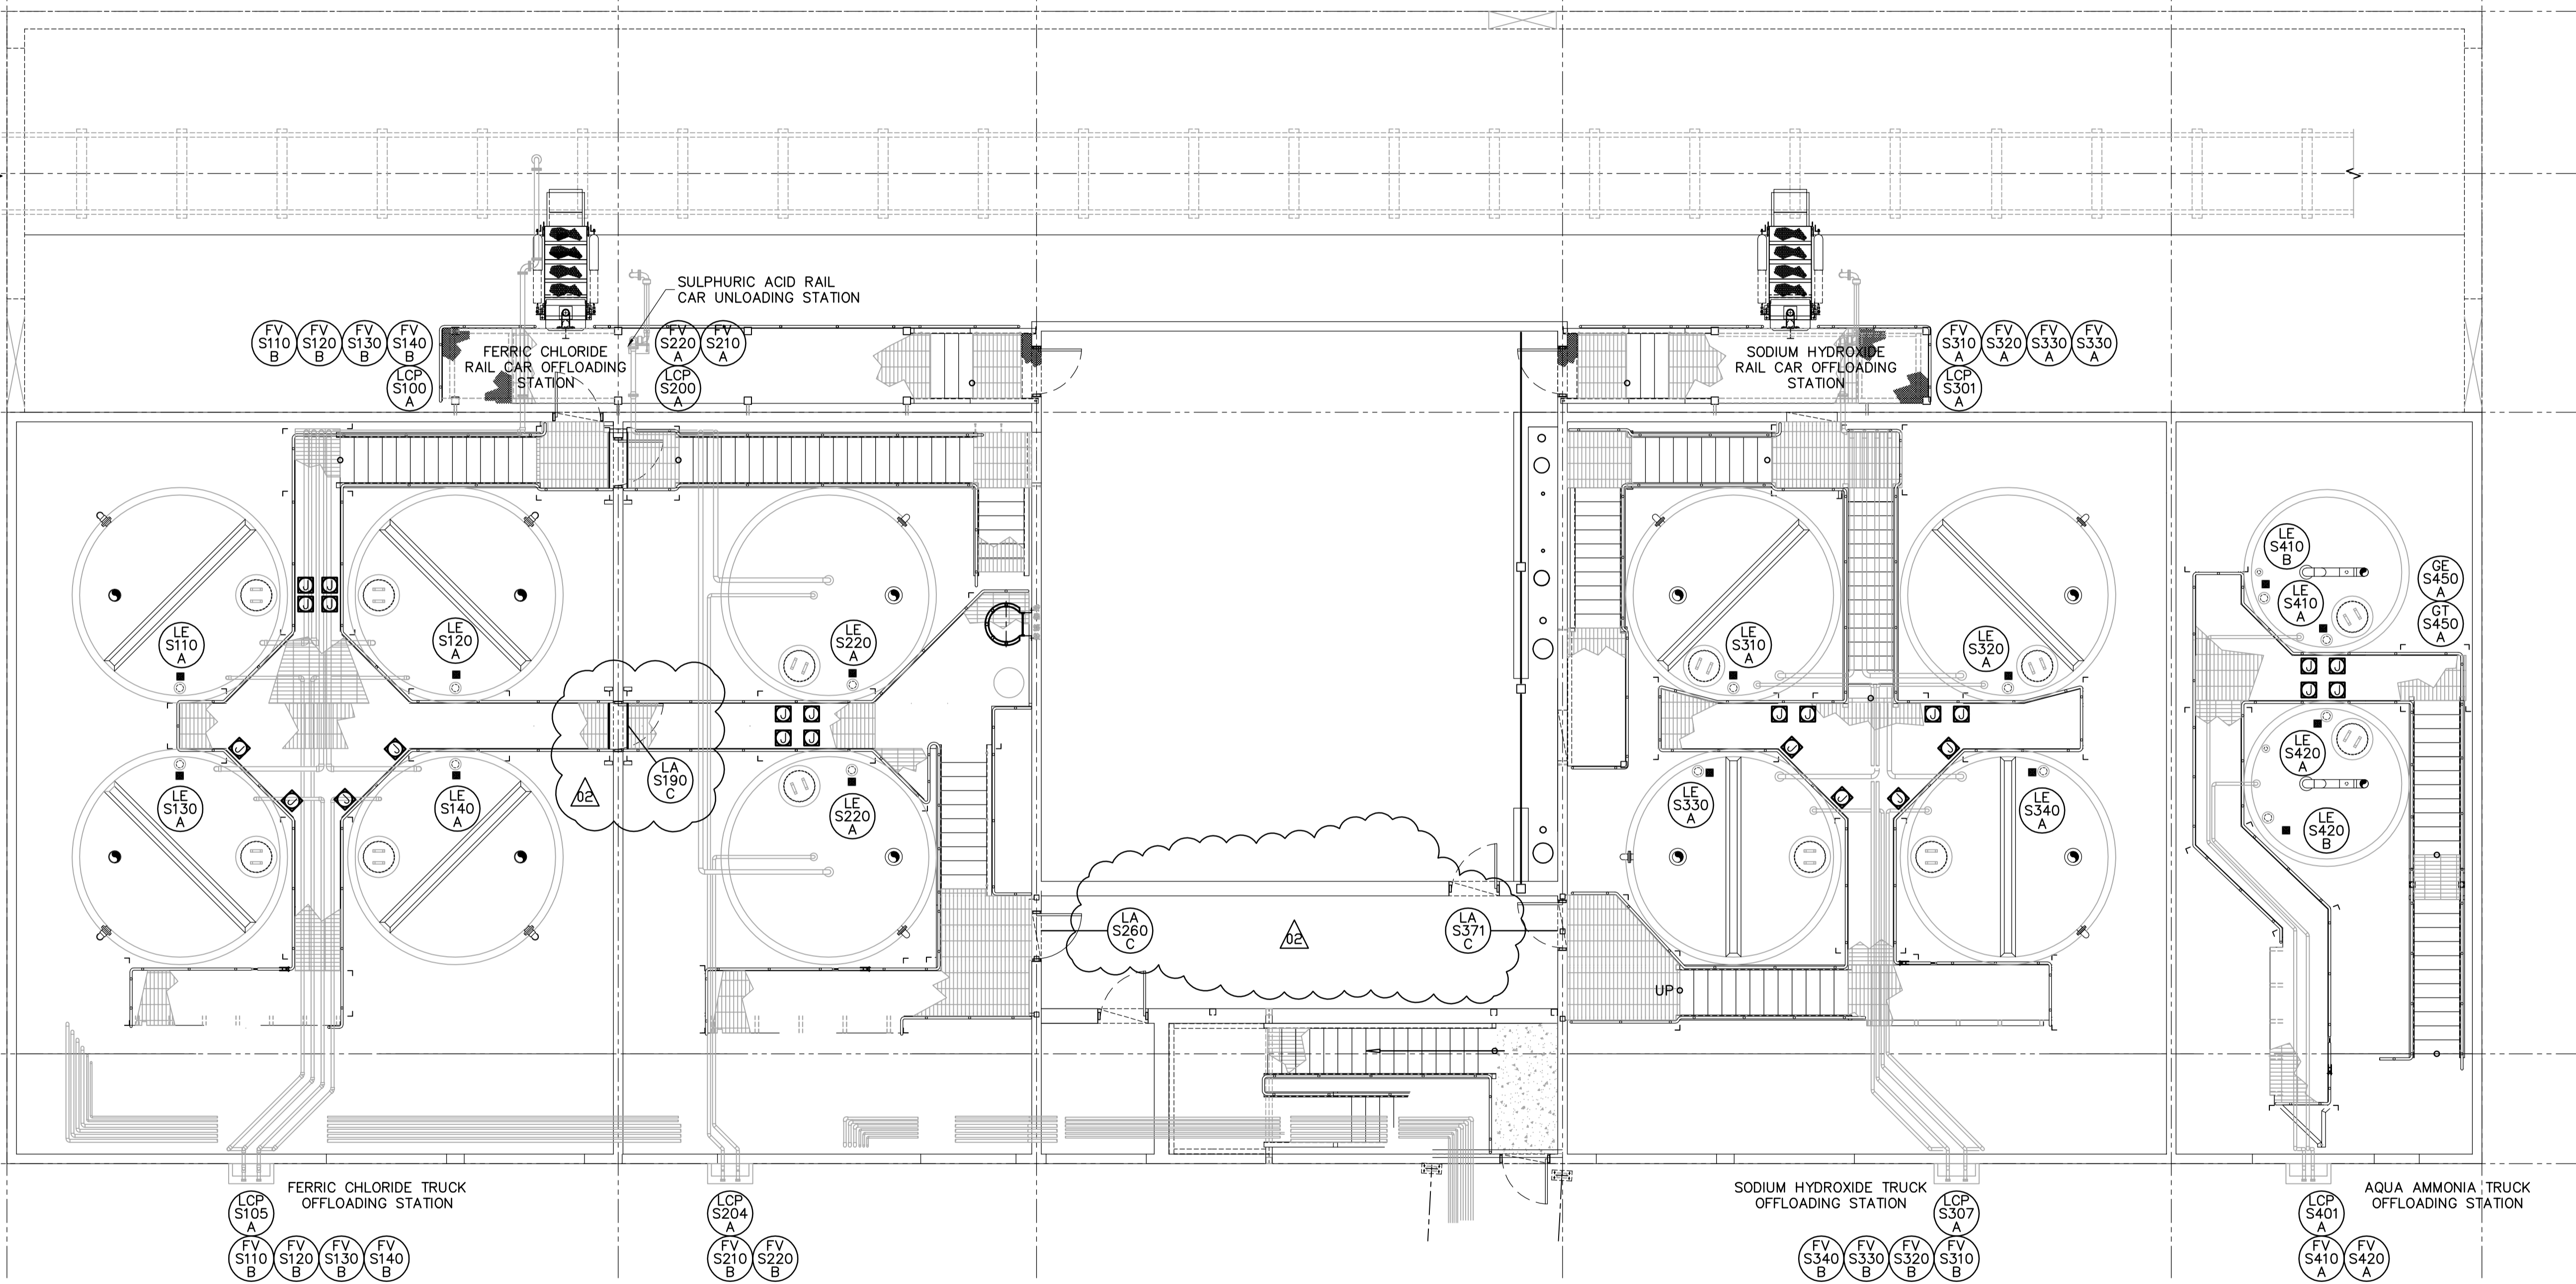 SULPHURIC ACID RAIL
CAR UNLOADING STATION
FV S110 B
FV S120 B
FV S130 B
FV S140 B
LCP S100 A
FERRIC CHLORIDE
RAIL CAR OFFLOADING
STATION
FV S220 A
FV S210 A
LCP S200 A
SODIUM HYDROXIDE
RAIL CAR OFFLOADING
STATION
FV S310 A
FV S320 A
FV S330 A
FV S330 A
LCP S301 A
J J
J J
LE S110 A
LE S120 A
LE S220 A
LE S310 A
LE S320 A
LE S410 B
LE S410 A
GE S450 A
GT S450 A
J J
J J
J J
J J
J J
J J
J J
J J
J J
J J
LA S190 C
02
LE S130 A
LE S140 A
LE S220 A
LE S330 A
LE S340 A
LE S420 A
LE S420 B
LA S260 C
02
LA S371 C
UP
FERRIC CHLORIDE TRUCK
OFFLOADING STATION
LCP S105 A
FV S110 B
FV S120 B
FV S130 B
FV S140 B
LCP S204 A
FV S210 B
FV S220 B
SODIUM HYDROXIDE TRUCK
OFFLOADING STATION
LCP S307 A
FV S340 B
FV S330 B
FV S320 B
FV S310 B
AQUA AMMONIA TRUCK
OFFLOADING STATION
LCP S401 A
FV S410 A
FV S420 A